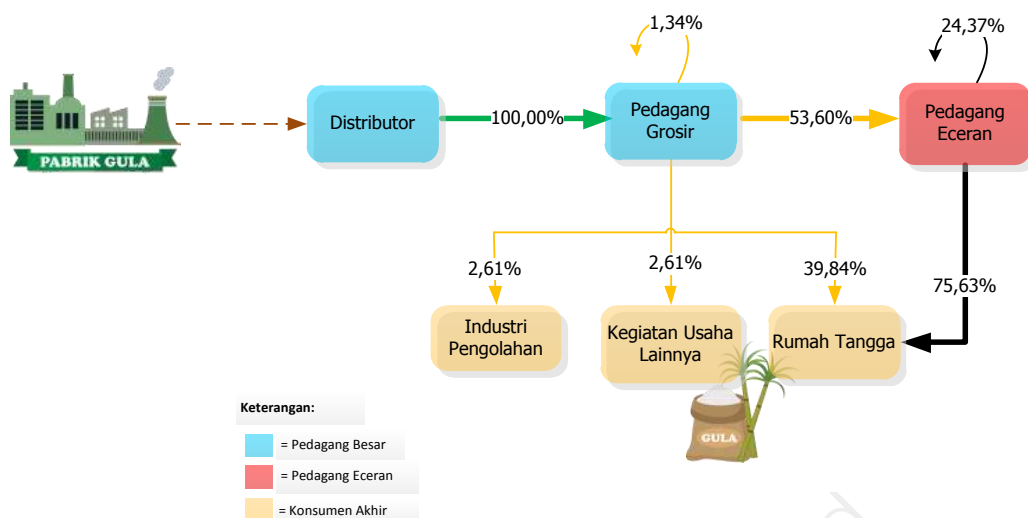 1,34%
24,37%
PABRIK GULA
Distributor
100,00%
Pedagang
Grosir
53,60%
Pedagang
Eceran
2,61%
2,61%
39,84%
75,63%
Industri
Pengolahan
Kegiatan Usaha
Lainnya
Rumah Tangga
GULA
Keterangan:
= Pedagang Besar
= Pedagang Eceran
= Konsumen Akhir